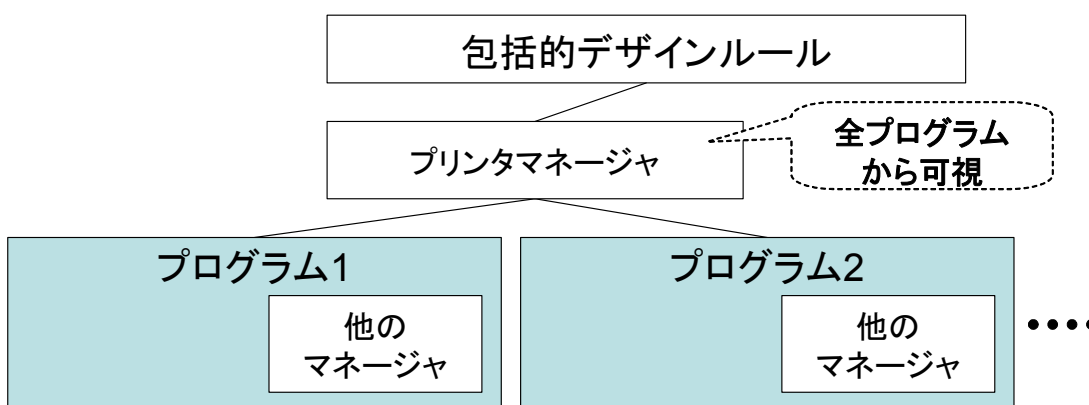 包括的デザインルール
プリンタマネージャ
全プログラム
から可視
プログラム1
他の
マネージャ
プログラム2
他の
マネージャ
••••